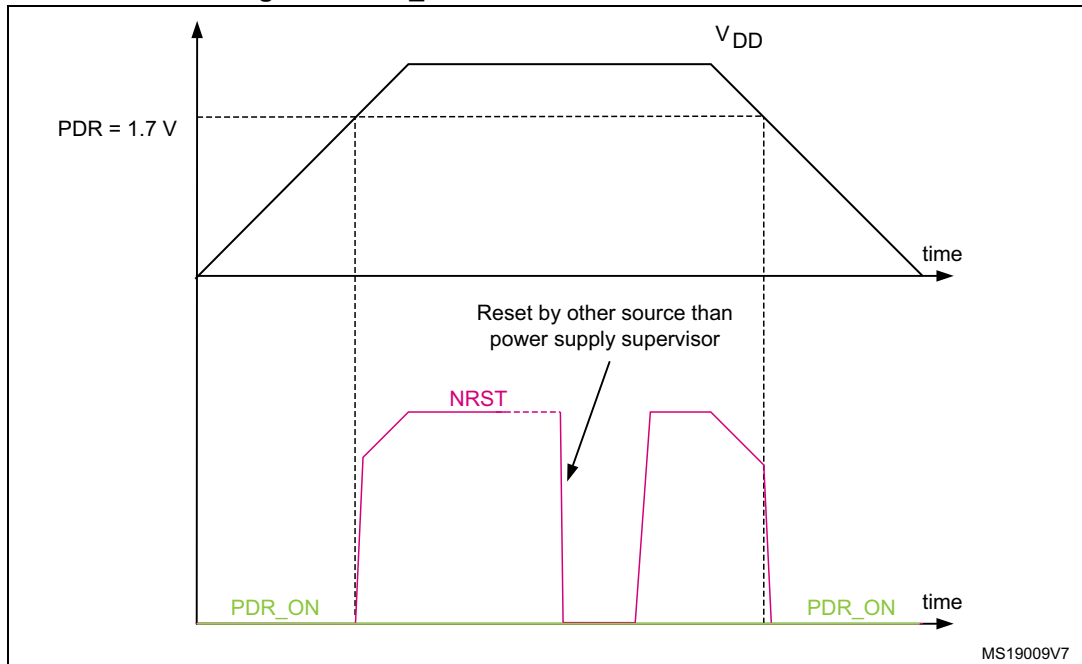 V DD
PDR = 1.7 V
time
Reset by other source than
power supply supervisor
NRST
PDR_ON
PDR_ON
time
MS19009V7